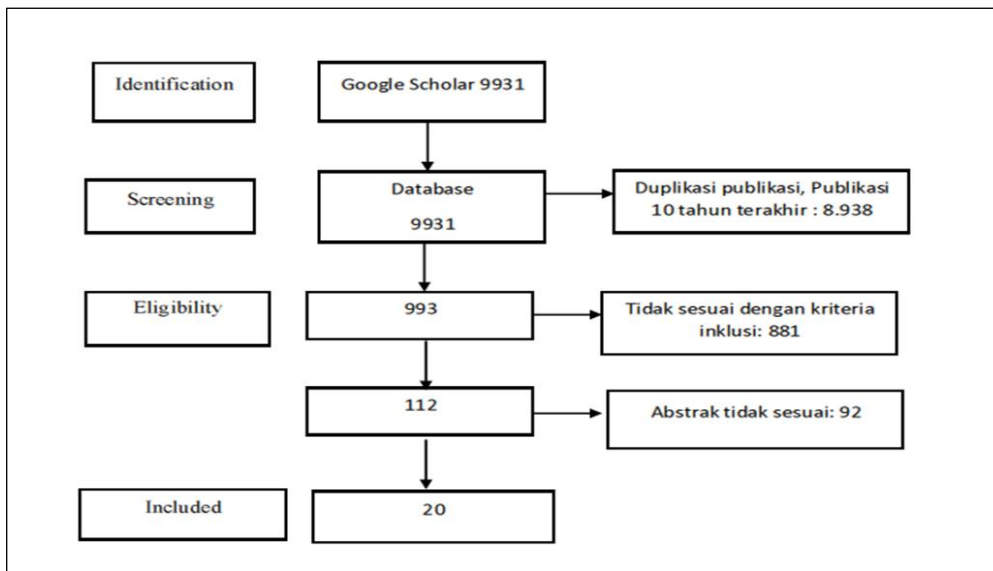 Identification
Google Scholar 9931
Screening
Database
9931
Duplikasi publikasi, Publikasi
10 tahun terakhir : 8.938
Eligibility
993
Tidak sesuai dengan kriteria
inklusi: 881
112
Abstrak tidak sesuai: 92
Included
20